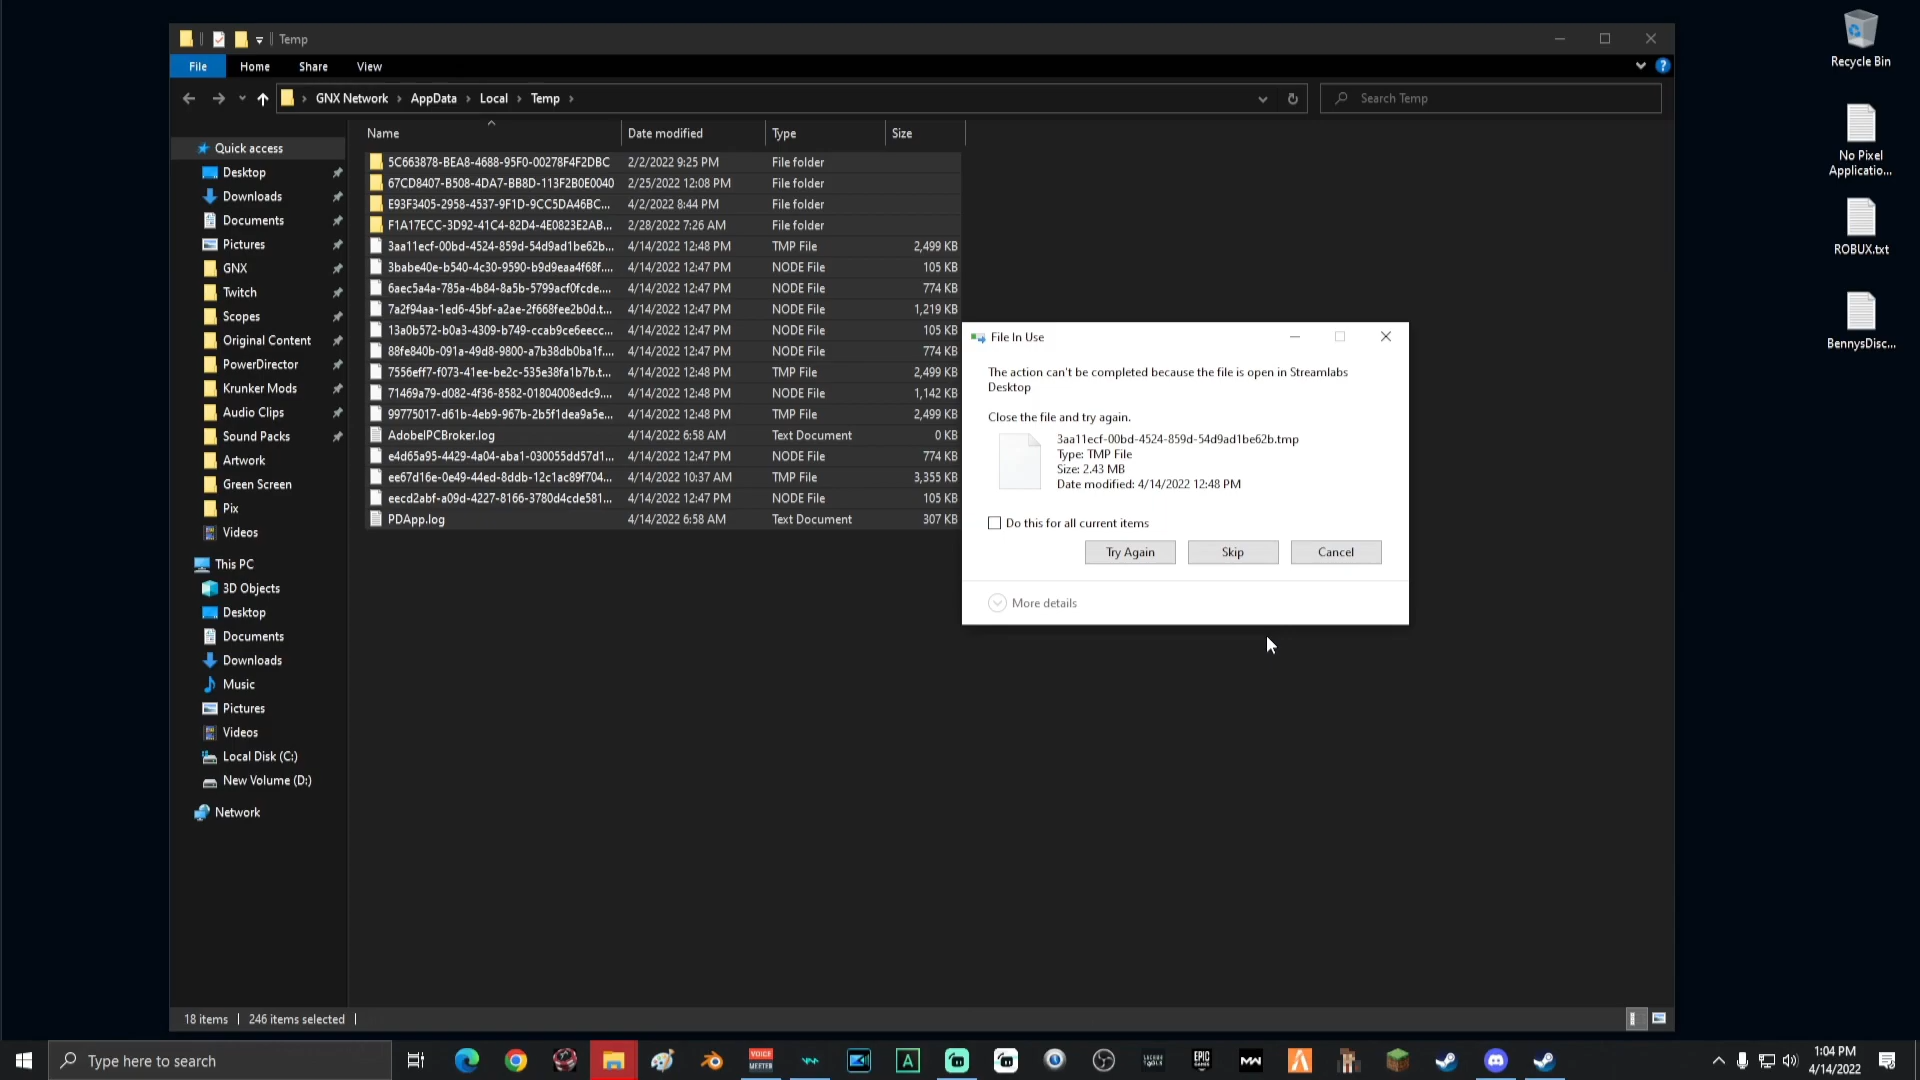 Temp
File Home Share View
GNX Network › AppData › Local › Temp ›
Search Temp
Name Date modified Type Size
Quick access
Desktop
Downloads
Documents
Pictures
GNX
Twitch
Scopes
Original Content
PowerDirector
Krunker Mods
Audio Clips
Sound Packs
Artwork
Green Screen
Pix
Videos
This PC
3D Objects
Desktop
Documents
Downloads
Music
Pictures
Videos
Local Disk (C:)
New Volume (D:)
Network
5C663878-BEA8-4688-95F0-00278F4F2DBC 2/2/2022 9:25 PM File folder
67CD8407-B508-4DA7-BB8D-113F2B0E0040 2/25/2022 12:08 PM File folder
E93F3405-2958-4537-9F1D-9CC5DA46BC... 4/2/2022 8:44 PM File folder
F1A17ECC-3D92-41C4-82D4-4E0823E2AB... 2/28/2022 7:26 AM File folder
3aa11ecf-00bd-4524-859d-54d9ad1be62b... 4/14/2022 12:48 PM TMP File 2,499 KB
3babe40e-b540-4c30-9590-b9d9eaa4f68f.... 4/14/2022 12:47 PM NODE File 105 KB
6aec5a4a-785a-4b84-8a5b-5799acf0fcde.... 4/14/2022 12:47 PM NODE File 774 KB
7a2f94aa-1ed6-45bf-a2ae-2f668fee2b0d.t... 4/14/2022 12:47 PM NODE File 1,219 KB
13a0b572-b0a3-4309-b749-ccab9ce6eecc... 4/14/2022 12:47 PM NODE File 105 KB
88fe840b-091a-49d8-9800-a7b38db0ba1f.... 4/14/2022 12:47 PM NODE File 774 KB
7556eff7-f073-41ee-be2c-535e38fa1b7b.t... 4/14/2022 12:48 PM TMP File 2,499 KB
71469a79-d082-4f36-8582-01804008edc9.... 4/14/2022 12:48 PM NODE File 1,142 KB
99775017-d61b-4eb9-967b-2b5f1dea9a5e... 4/14/2022 12:48 PM TMP File 2,499 KB
AdobeIPCBroker.log 4/14/2022 6:58 AM Text Document 0 KB
e4d65a95-4429-4a04-aba1-030055dd57d1... 4/14/2022 12:47 PM NODE File 774 KB
ee67d16e-0e49-44ed-8ddb-12c1ac89f704... 4/14/2022 10:37 AM TMP File 3,355 KB
eecd2abf-a09d-4227-8166-3780d4cde581... 4/14/2022 12:47 PM NODE File 105 KB
PDApp.log 4/14/2022 6:58 AM Text Document 307 KB
File In Use
The action can't be completed because the file is open in Streamlabs
Desktop
Close the file and try again.
3aa11ecf-00bd-4524-859d-54d9ad1be62b.tmp
Type: TMP File
Size: 2.43 MB
Date modified: 4/14/2022 12:48 PM
Do this for all current items
Try Again Skip Cancel
More details
Recycle Bin
No Pixel
Applicatio...
ROBUX.txt
BennysDisc...
18 items 246 items selected
Type here to search
VOICE
MEETER
A
EPIC
GAMES
MW
1:04 PM
4/14/2022